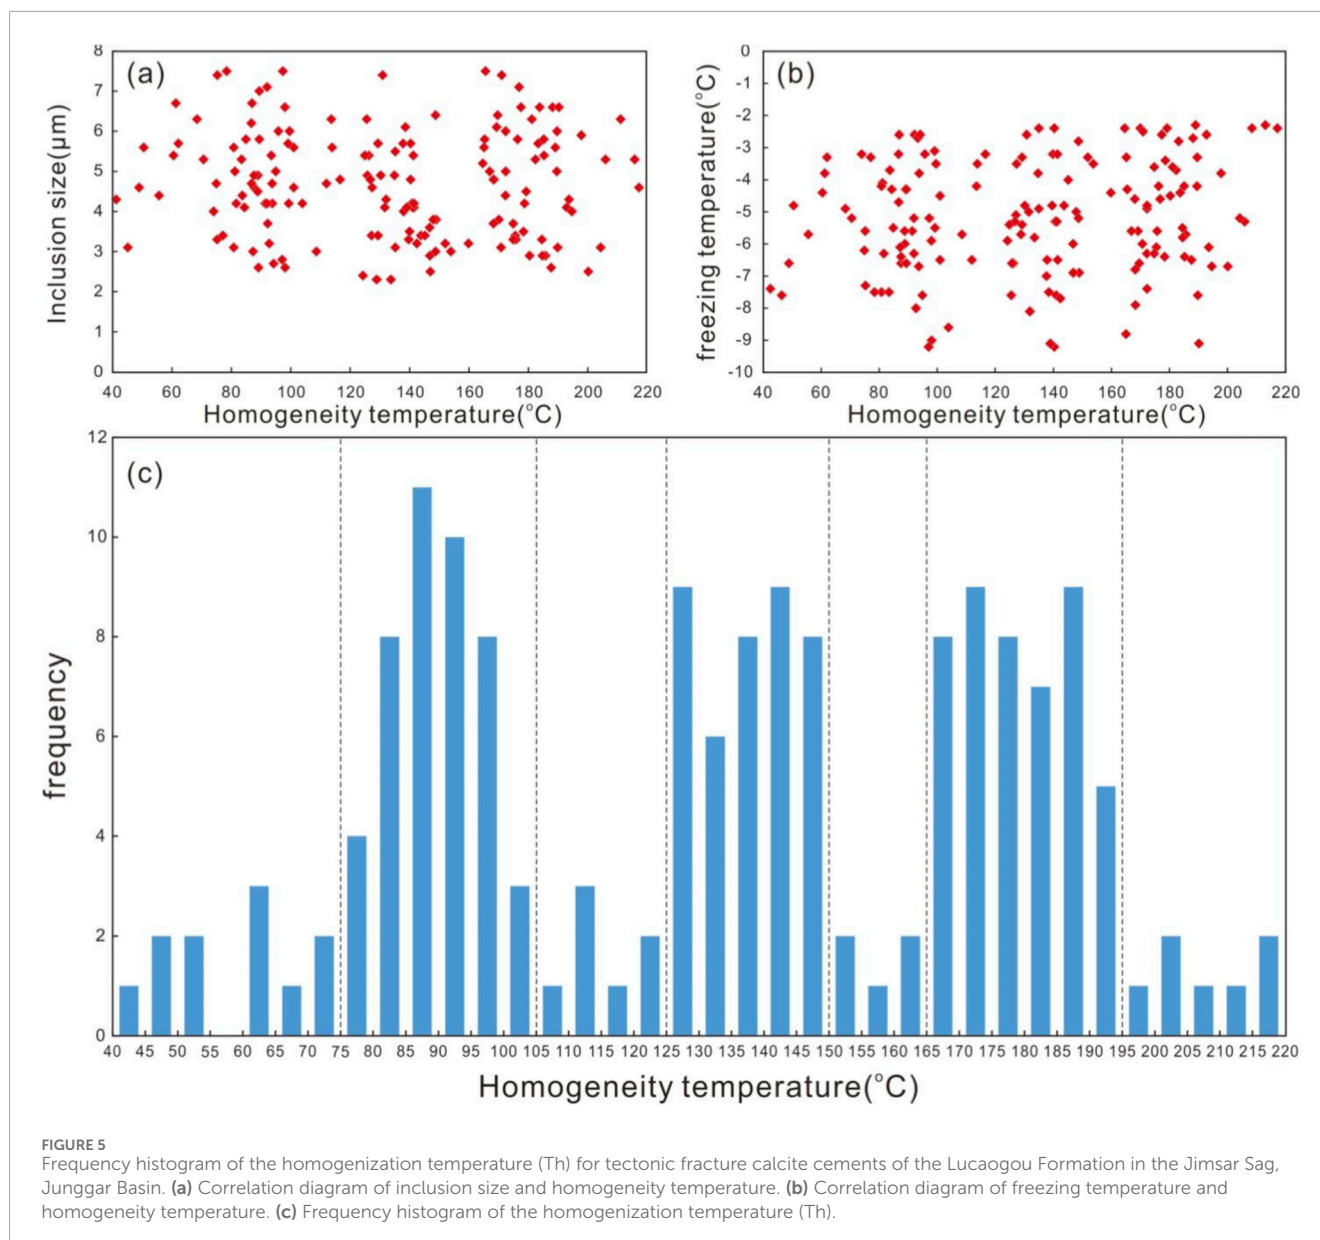 (a)
Inclusion size(μm)
8
7
6
5
4
3
2
1
0
40 60 80 100 120 140 160 180 200 220
Homogeneity temperature(°C)
(b)
freezing temperature(°C)
0
-1
-2
-3
-4
-5
-6
-7
-8
-9
-10
40 60 80 100 120 140 160 180 200 220
Homogeneity temperature(°C)
(c)
frequency
12
10
8
6
4
2
0
40 45 50 55 60 65 70 75 80 85 90 95 100 105 110 115 120 125 130 135 140 145 150 155 160 165 170 175 180 185 190 195 200 205 210 215 220
Homogeneity temperature(°C)
FIGURE 5
Frequency histogram of the homogenization temperature (Th) for tectonic fracture calcite cements of the Lucaogou Formation in the Jimsar Sag,
Junggar Basin. (a) Correlation diagram of inclusion size and homogeneity temperature. (b) Correlation diagram of freezing temperature and
homogeneity temperature. (c) Frequency histogram of the homogenization temperature (Th).